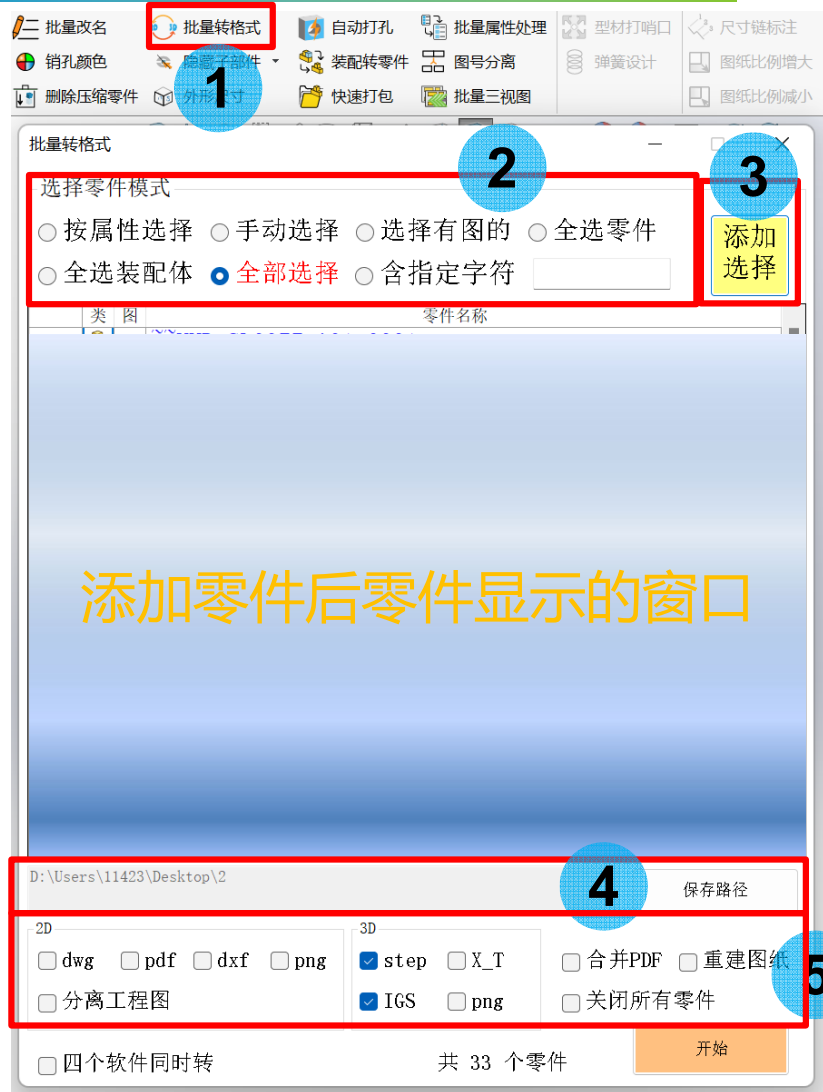 批量改名 批量转格式 自动打孔 批量属性处理 型材打哨口 尺寸链标注
销孔颜色 隐藏子部件 装配转零件 图号分离 弹簧设计 图纸比例增大
删除压缩零件 外形尺寸 快速打包 批量三视图 图纸比例减小
1
批量转格式
2
3
选择零件模式
按属性选择 手动选择 选择有图的 全选零件
全选装配体 全部选择 含指定字符
添加
选择
类 图 零件名称
添加零件后零件显示的窗口
D:\Users\11423\Desktop\2
4
保存路径
2D 3D
dwg pdf dxf png step X_T 合并PDF 重建图纸
5
分离工程图 IGS png 关闭所有零件
四个软件同时转 共 33 个零件 开始